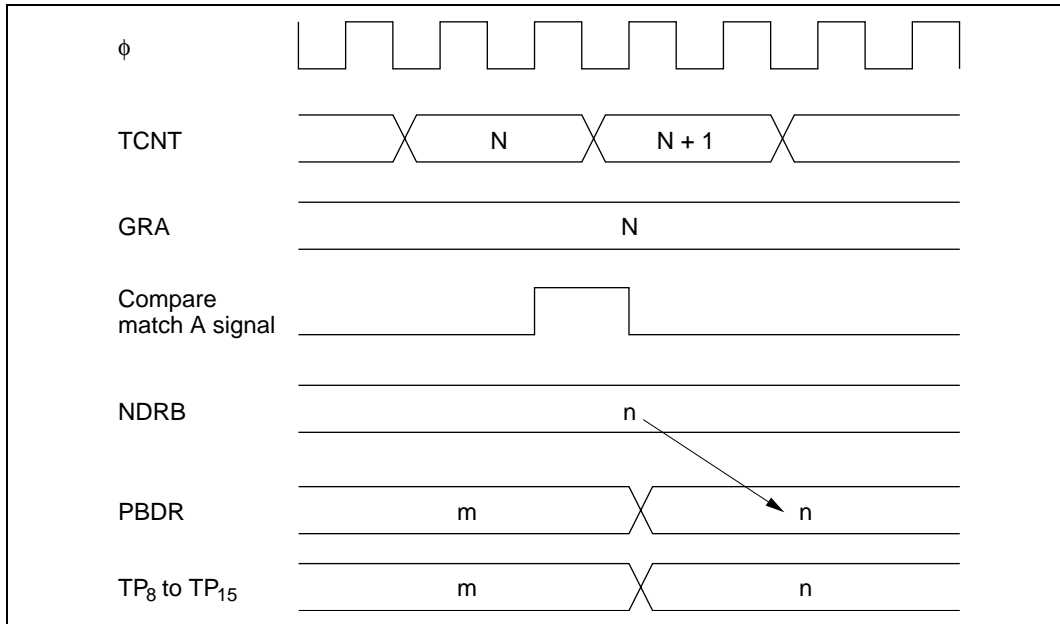 ϕ
TCNT
N
N + 1
GRA
N
Compare
match A signal
NDRB
n
PBDR
m
n
TP8 to TP15
m
n